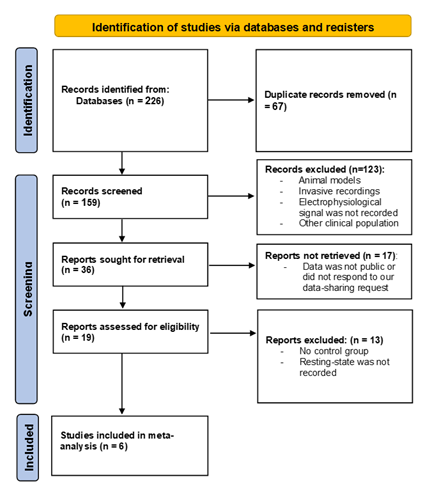 Identification of studies via databases and registers
Identification
Records identified from:
Databases (n = 226)
Duplicate records removed (n
= 67)
Screening
Records screened
(n = 159)
Records excluded (n=123):
- Animal models
- Invasive recordings
- Electrophysiological
signal was not recorded
- Other clinical population
Reports sought for retrieval
(n = 36)
Reports not retrieved (n = 17):
- Data was not public or
did not respond to our
data-sharing request
Reports assessed for eligibility
(n = 19)
Reports excluded: (n = 13)
- No control group
- Resting-state was not
recorded
Included
Studies included in meta-
analysis (n = 6)